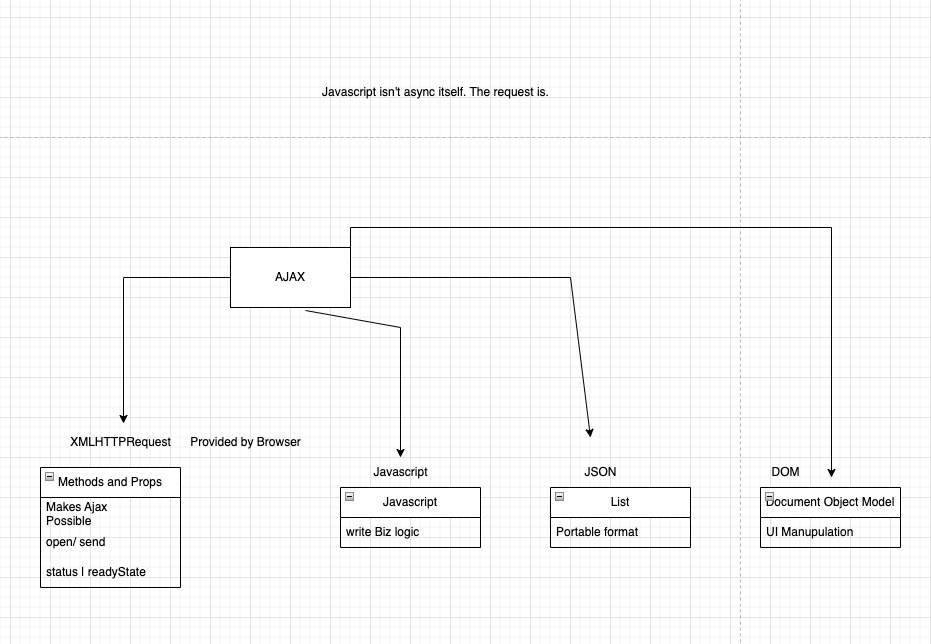 Javascript isn't async itself. The request is.
AJAX
XMLHTTPRequest
Provided by Browser
Methods and Props
Makes Ajax
Possible
open/ send
status | readyState
Javascript
Javascript
write Biz logic
JSON
List
Portable format
DOM
Document Object Model
UI Manupulation